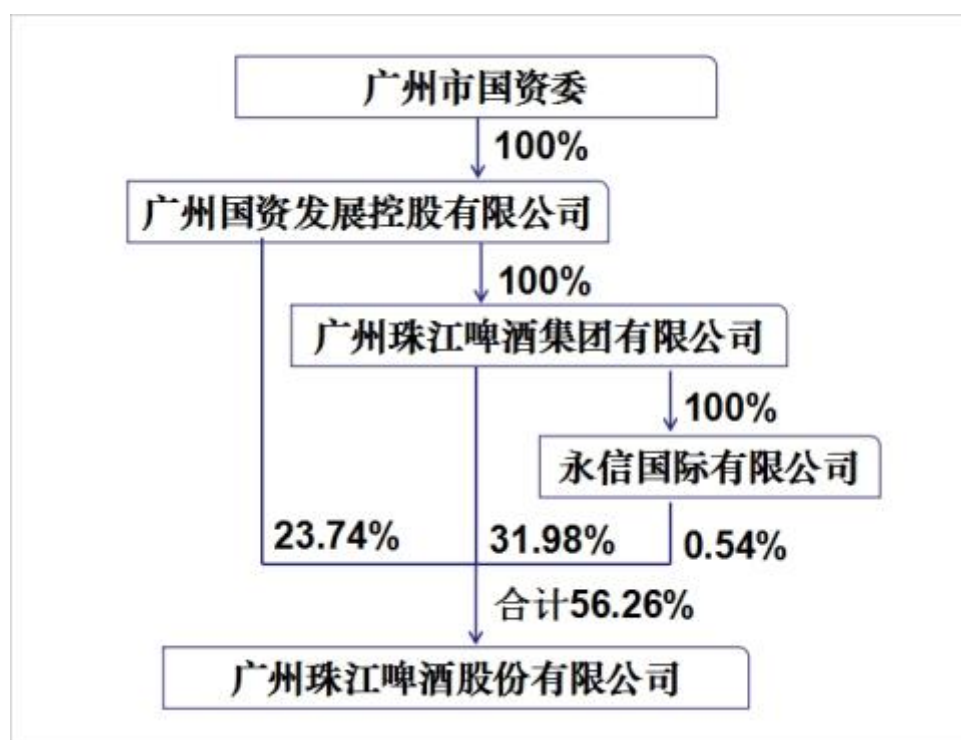 广州市国资委
100%
广州国资发展控股有限公司
100%
广州珠江啤酒集团有限公司
100%
永信国际有限公司
23.74%
31.98%
0.54%
合计56.26%
广州珠江啤酒股份有限公司